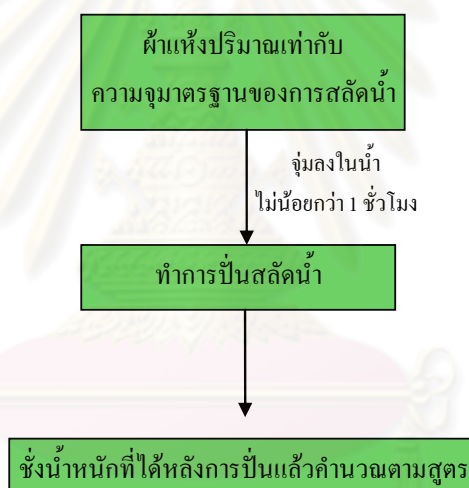 ผ้าแห้งปริมาณเท่ากับ
ความจุมาตรฐานของการสลัดน้ำ
จุ่มลงในน้ำ
ไม่น้อยกว่า 1 ชั่วโมง
ทำการปั่นสลัดน้ำ
ชั่งน้ำหนักที่ได้หลังการปั่นแล้วคำนวณตามสูตร